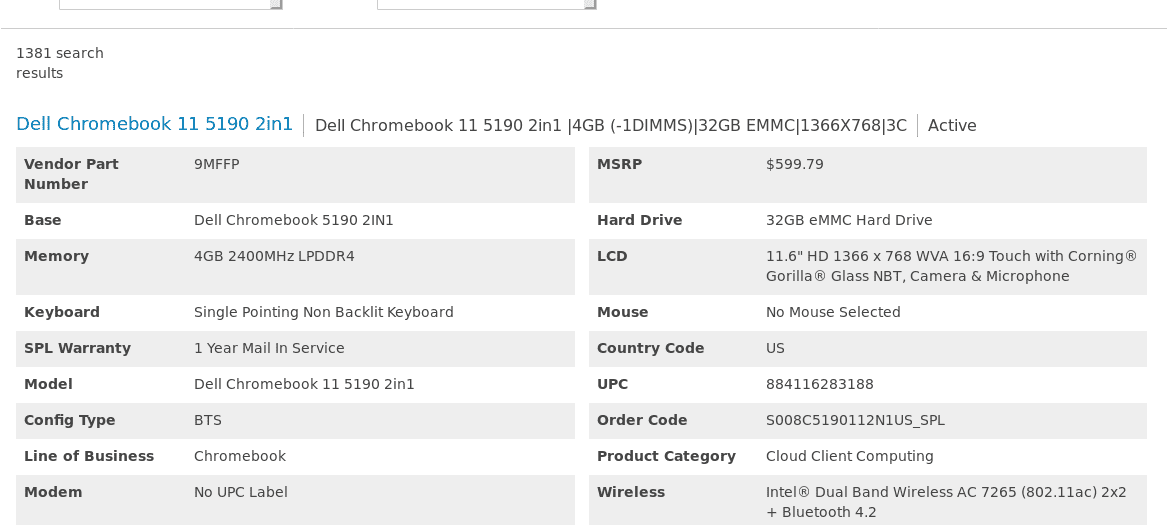 1381 search
results
Dell Chromebook 11 5190 2in1 Dell Chromebook 11 5190 2in1 |4GB (-1DIMMS)|32GB EMMC|1366X768|3C Active
Vendor Part Number 9MFFP MSRP $599.79
Base Dell Chromebook 5190 2IN1 Hard Drive 32GB eMMC Hard Drive
Memory 4GB 2400MHz LPDDR4 LCD 11.6" HD 1366 x 768 WVA 16:9 Touch with Corning®
Gorilla® Glass NBT, Camera & Microphone
Keyboard Single Pointing Non Backlit Keyboard Mouse No Mouse Selected
SPL Warranty 1 Year Mail In Service Country Code US
Model Dell Chromebook 11 5190 2in1 UPC 884116283188
Config Type BTS Order Code S008C5190112N1US_SPL
Line of Business Chromebook Product Category Cloud Client Computing
Modem No UPC Label Wireless Intel® Dual Band Wireless AC 7265 (802.11ac) 2x2
+ Bluetooth 4.2